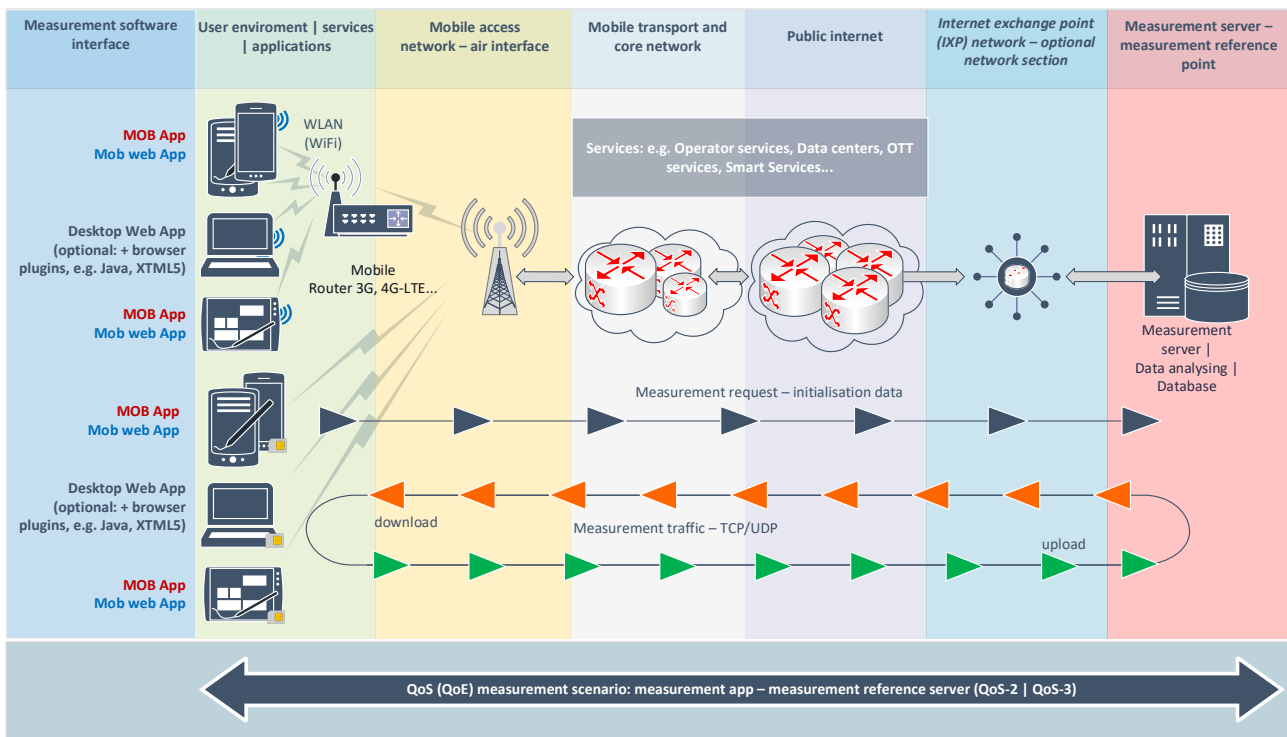 Measurement software
interface
User enviroment | services
| applications
Mobile access
network – air interface
Mobile transport and
core network
Public internet
Internet exchange point
(IXP) network – optional
network section
Measurement server –
measurement reference
point
MOB App
Mob web App
WLAN
(WiFi)
Services: e.g. Operator services, Data centers, OTT
services, Smart Services...
Desktop Web App
(optional: + browser
plugins, e.g. Java, XTML5)
Mobile
Router 3G, 4G-LTE...
MOB App
Mob web App
Measurement
server |
Data analysing |
Database
Measurement request – initialisation data
MOB App
Mob web App
Desktop Web App
(optional: + browser
plugins, e.g. Java, XTML5)
download
Measurement traffic – TCP/UDP
upload
MOB App
Mob web App
QoS (QoE) measurement scenario: measurement app – measurement reference server (QoS-2 | QoS-3)